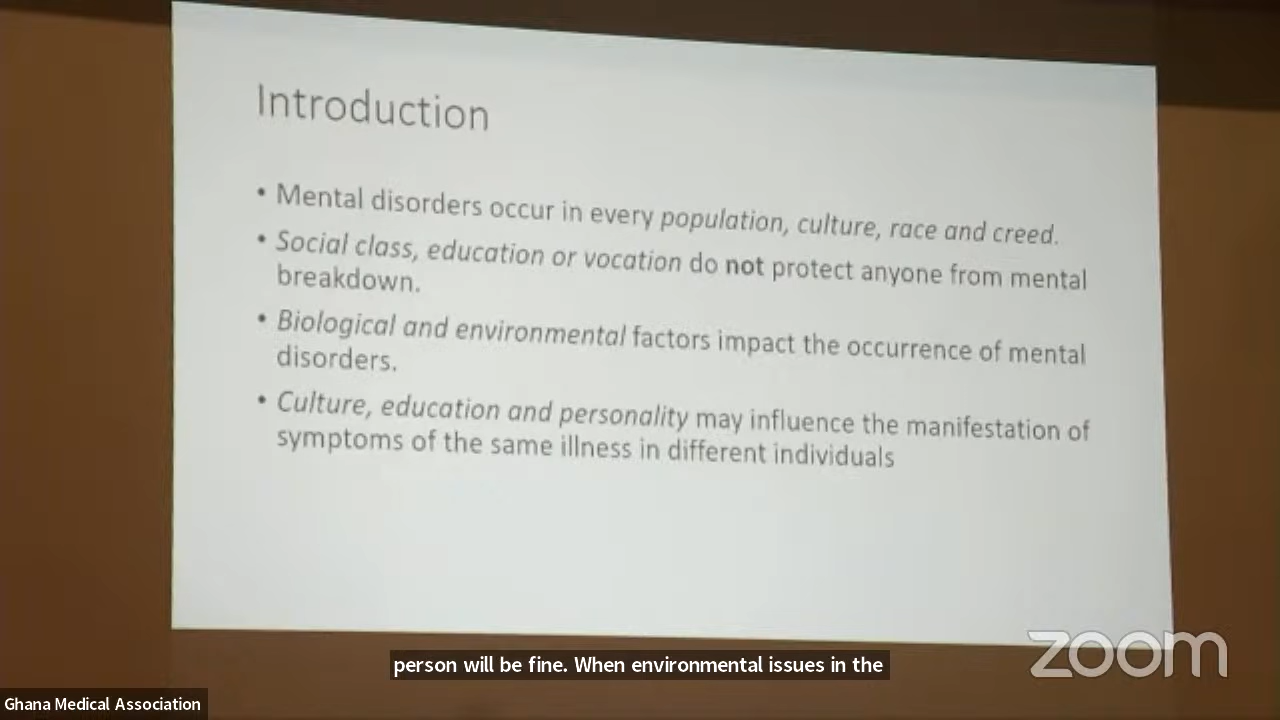 Introduction
• Mental disorders occur in every population, culture, race and creed.
• Social class, education or vocation do not protect anyone from mental
breakdown.
• Biological and environmental factors impact the occurrence of mental
disorders.
• Culture, education and personality may influence the manifestation of
symptoms of the same illness in different individuals
person will be fine. When environmental issues in the
zoom
Ghana Medical Association